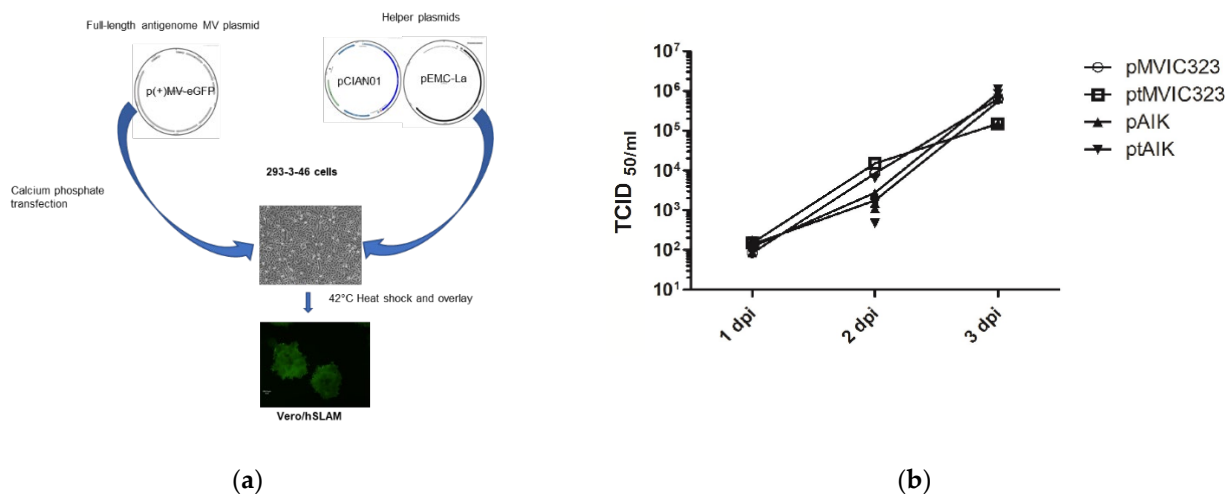 Full-length antigenome MV plasmid
Helper plasmids
p(+)MV-eGFP
pCIAN01
pEMC-La
Calcium phosphate
transfection
293-3-46 cells
42°C Heat shock and overlay
Vero/hSLAM
(a)
TCID 50/ml
10⁷
10⁶
10⁵
10⁴
10³
10²
10¹
1 dpi
2 dpi
3 dpi
pMVIC323
ptMVIC323
pAIK
ptAIK
(b)